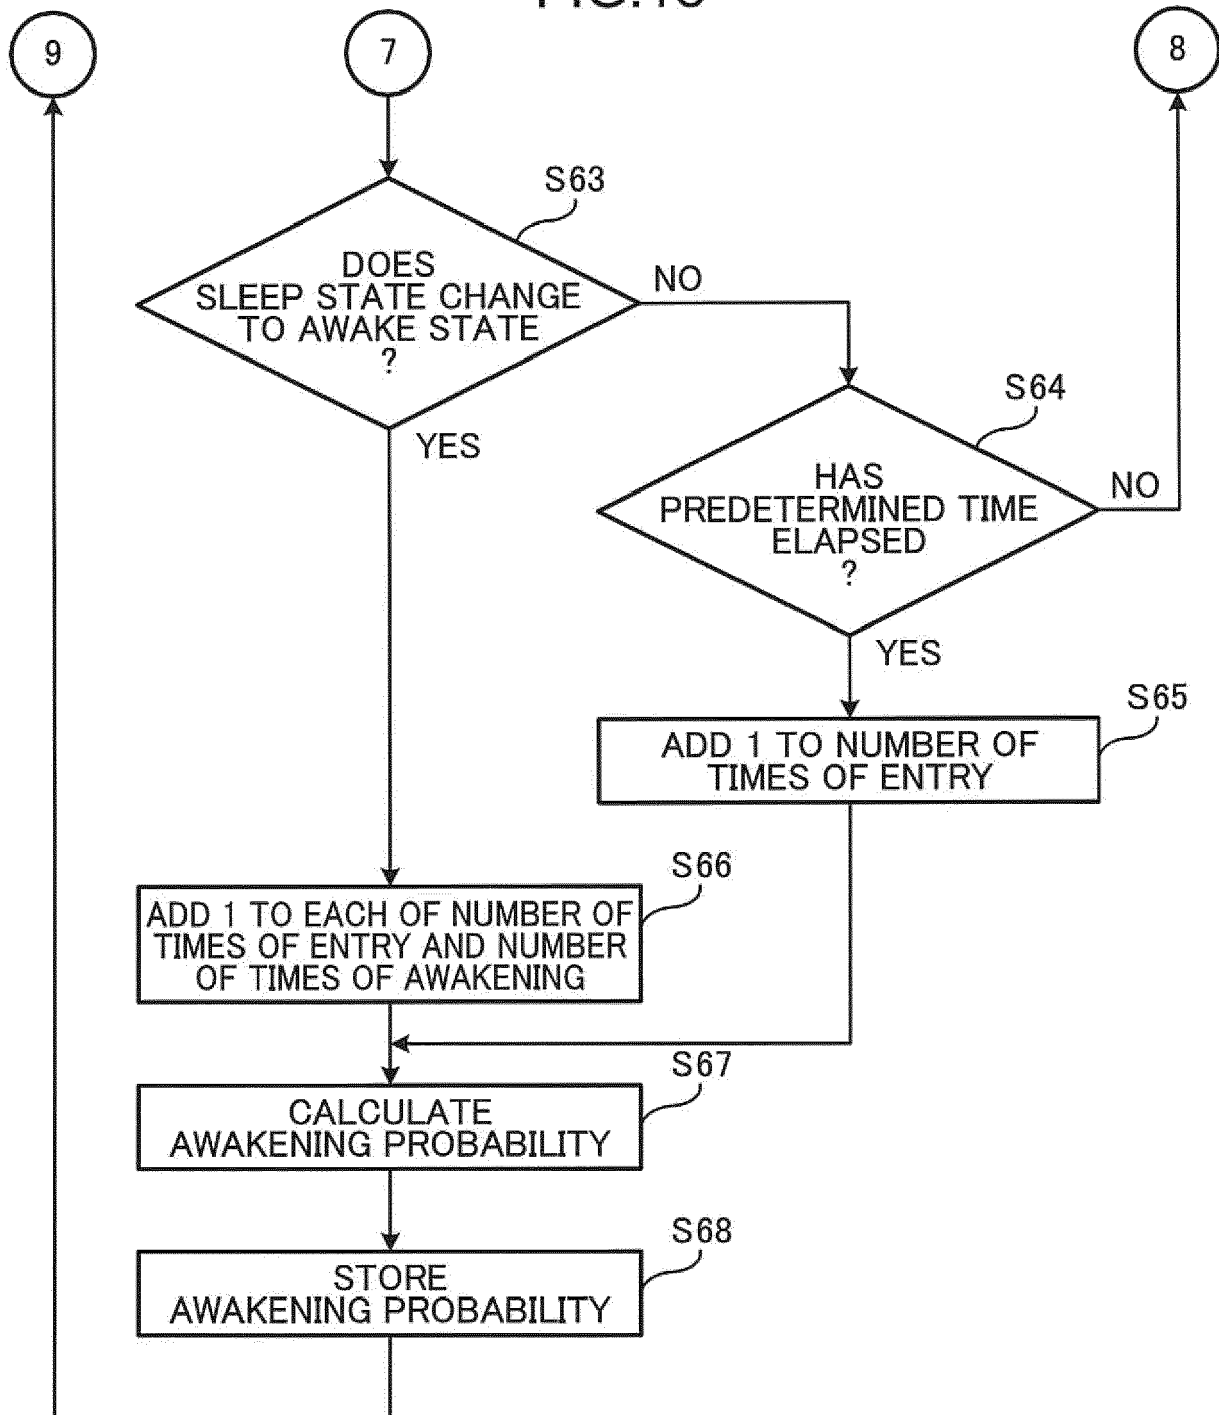 9
7
8
S63
DOES
SLEEP STATE CHANGE
TO AWAKE STATE
?
NO
YES
S64
HAS
PREDETERMINED TIME
ELAPSED
?
NO
YES
S65
ADD 1 TO NUMBER OF
TIMES OF ENTRY
S66
ADD 1 TO EACH OF NUMBER OF
TIMES OF ENTRY AND NUMBER
OF TIMES OF AWAKENING
S67
CALCULATE
AWAKENING PROBABILITY
S68
STORE
AWAKENING PROBABILITY